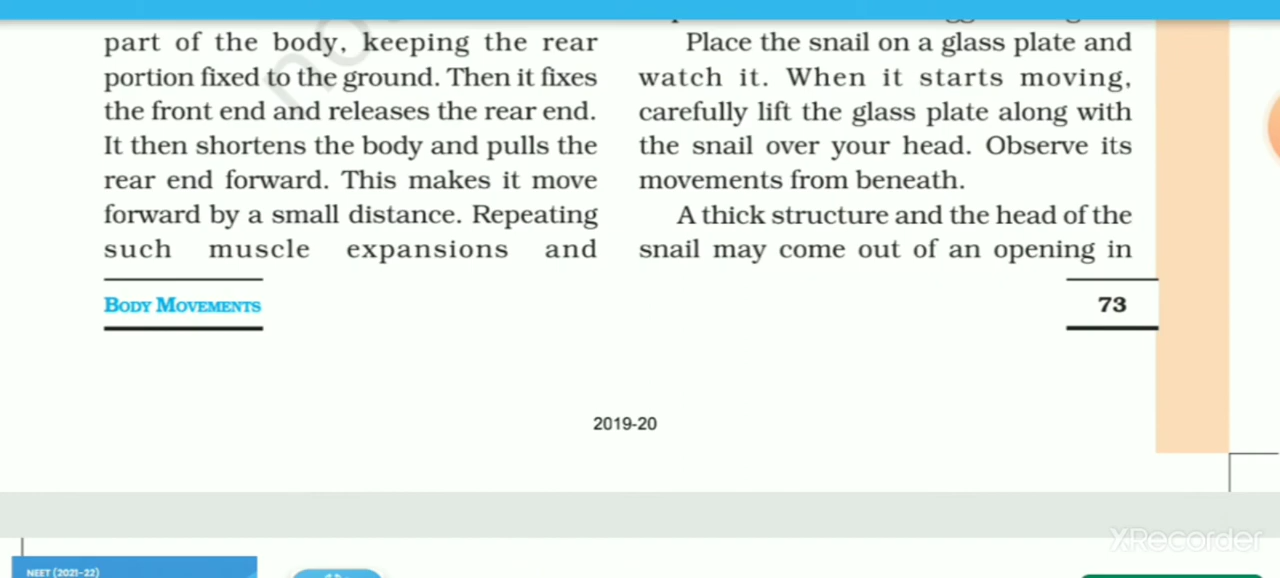 part of the body, keeping the rear
portion fixed to the ground. Then it fixes
the front end and releases the rear end.
It then shortens the body and pulls the
rear end forward. This makes it move
forward by a small distance. Repeating
such muscle expansions and
Place the snail on a glass plate and
watch it. When it starts moving,
carefully lift the glass plate along with
the snail over your head. Observe its
movements from beneath.
A thick structure and the head of the
snail may come out of an opening in
BODY MOVEMENTS
73
2019-20
XRecorder
NEET (2021-22)